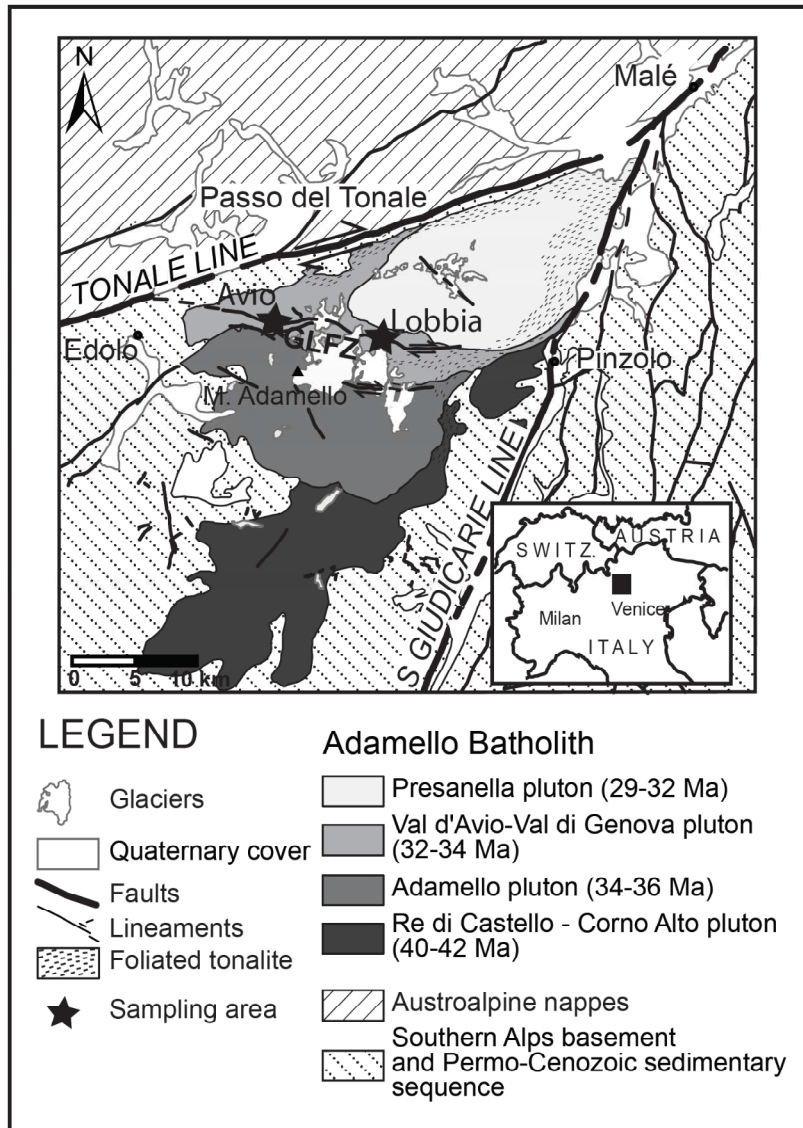 N
Malé
Passo del Tonale
TONALE LINE
Avio
Lobbia
GLFZ
Edolo
Pinzolo
M. Adamello
S GIUDICARIE LINE
SWITZ.
AUSTRIA
Milan
Venice
ITALY
0 5 10 km
LEGEND
Glaciers
Quaternary cover
Faults
Lineaments
Foliated tonalite
Sampling area
Adamello Batholith
Presanella pluton (29-32 Ma)
Val d'Avio-Val di Genova pluton
(32-34 Ma)
Adamello pluton (34-36 Ma)
Re di Castello - Corno Alto pluton
(40-42 Ma)
Austroalpine nappes
Southern Alps basement
and Permo-Cenozoic sedimentary
sequence